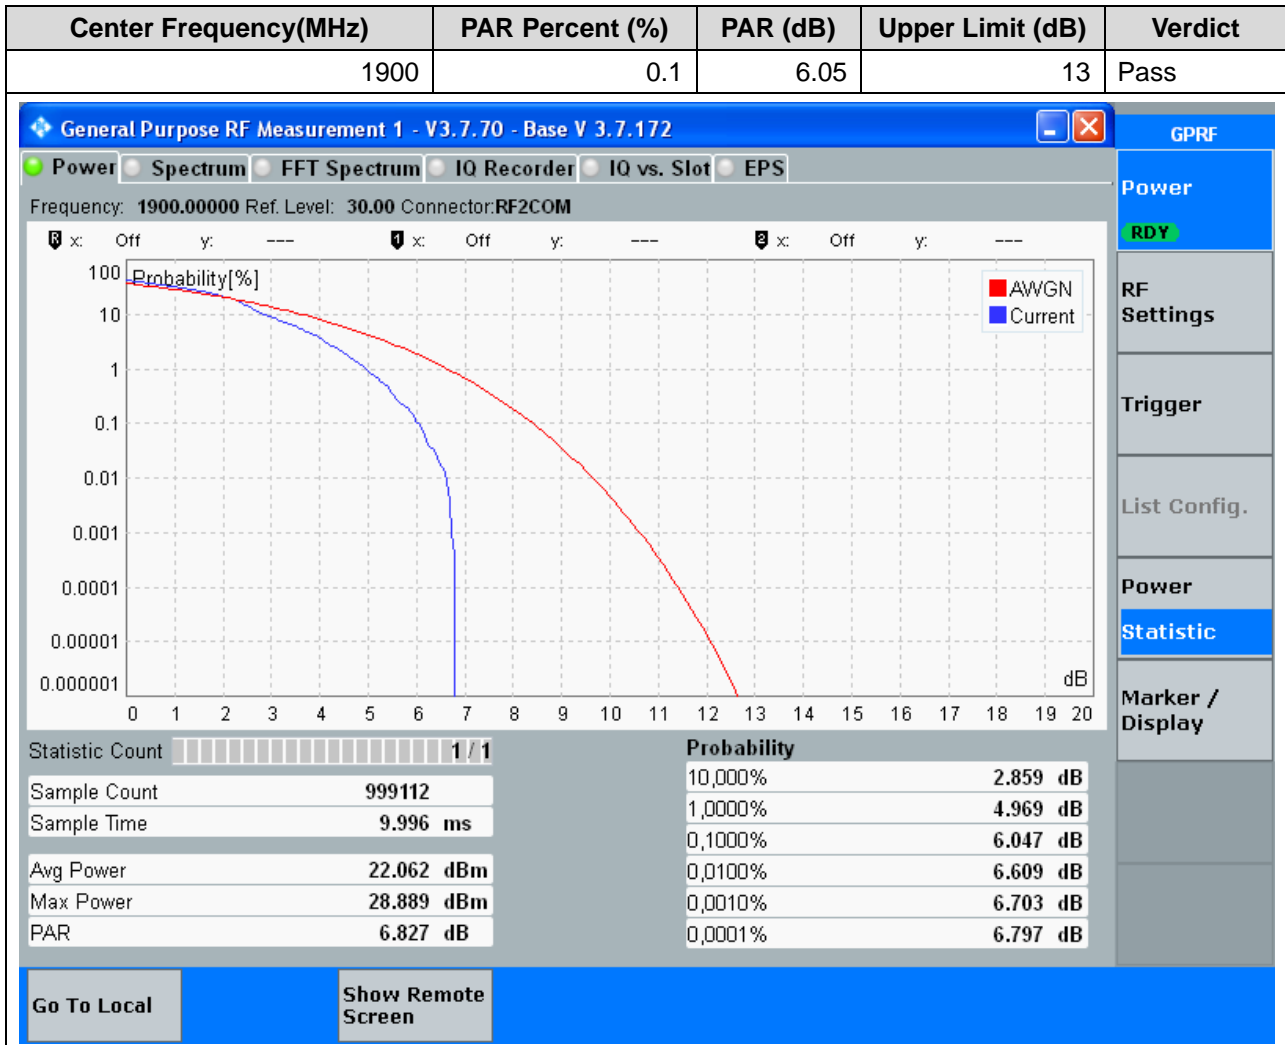 Center Frequency(MHz) PAR Percent (%) PAR (dB) Upper Limit (dB) Verdict
1900 0.1 6.05 13 Pass
General Purpose RF Measurement 1 - V3.7.70 - Base V 3.7.172
GPRF
Power Spectrum FFT Spectrum IQ Recorder IQ vs. Slot EPS
Frequency: 1900.00000 Ref. Level: 30.00 Connector:RF2COM
R x: Off y: --- 1 x: Off y: --- 2 x: Off y: ---
Probability[%]
AWGN
Current
100
10
1
0.1
0.01
0.001
0.0001
0.00001
0.000001
dB
0 1 2 3 4 5 6 7 8 9 10 11 12 13 14 15 16 17 18 19 20
Statistic Count 1 / 1
Sample Count 999112
Sample Time 9.996 ms
Avg Power 22.062 dBm
Max Power 28.889 dBm
PAR 6.827 dB
Probability
10,000% 2.859 dB
1,0000% 4.969 dB
0,1000% 6.047 dB
0,0100% 6.609 dB
0,0010% 6.703 dB
0,0001% 6.797 dB
Power
RDY
RF
Settings
Trigger
List Config.
Power
Statistic
Marker /
Display
Go To Local
Show Remote
Screen